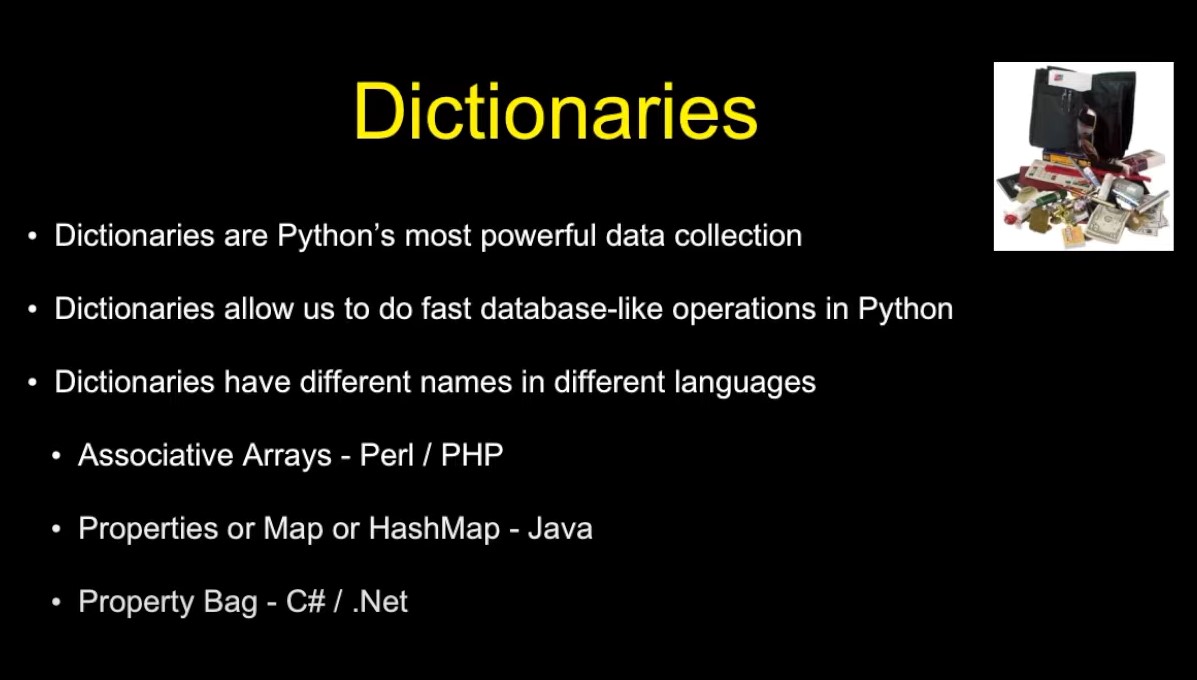 Dictionaries
• Dictionaries are Python’s most powerful data collection
• Dictionaries allow us to do fast database-like operations in Python
• Dictionaries have different names in different languages
• Associative Arrays - Perl / PHP
• Properties or Map or HashMap - Java
• Property Bag - C# / .Net